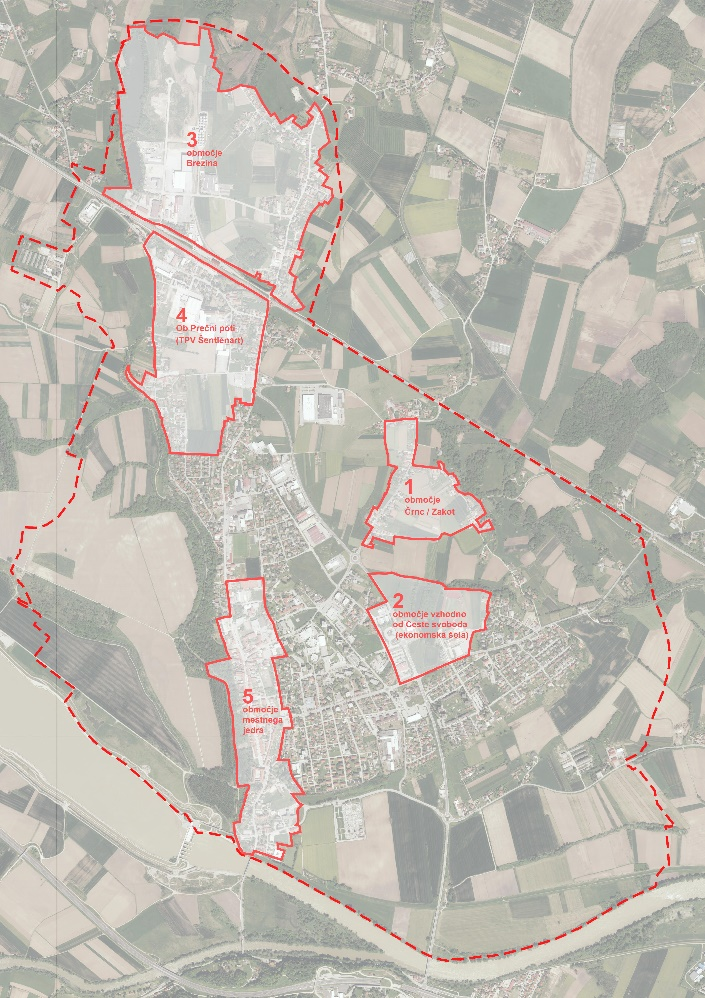 3
območje
Brezina
4
Ob Prečni poti
(TPV Šentlenart)
1
območje
Črnc / Zakot
2
območje vzhodno
od Ceste svoboda
(ekonomska šola)
5
območje
mestnega
jedra